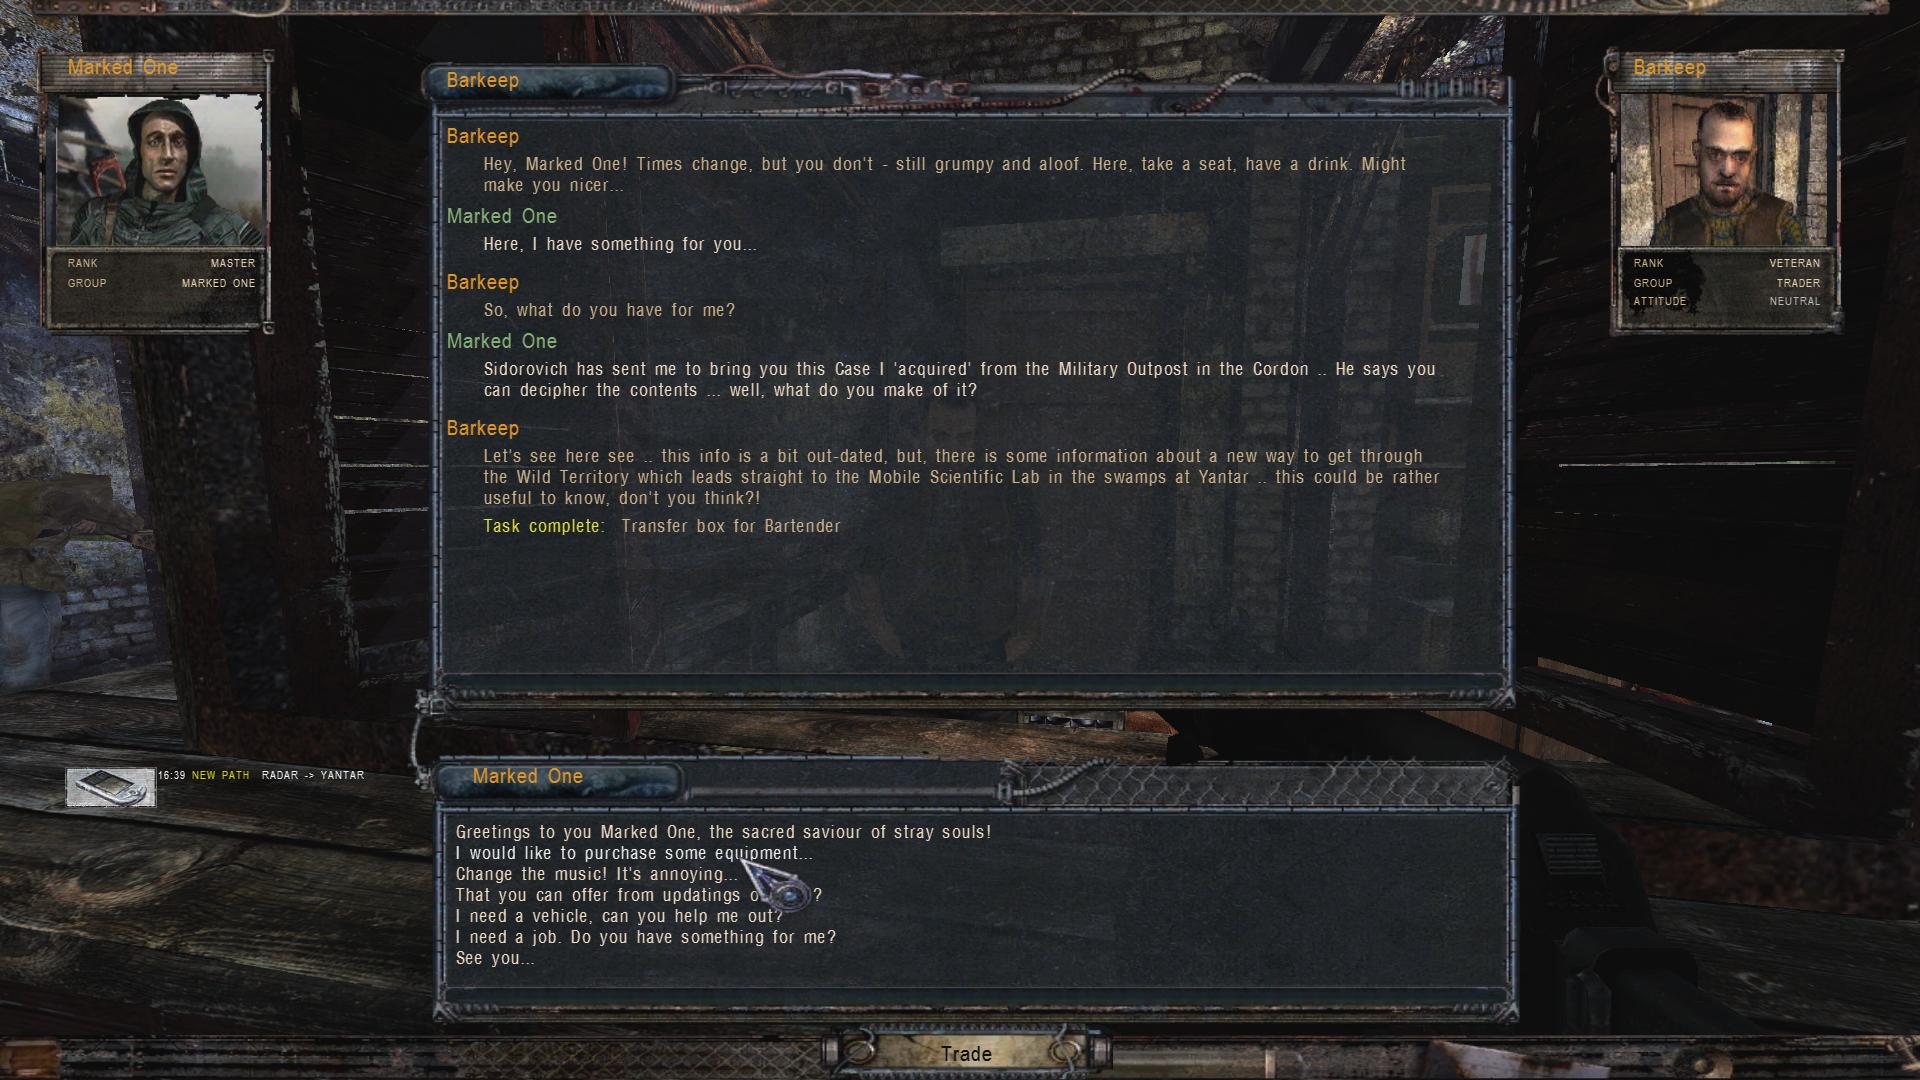 Marked One
RANK MASTER
GROUP MARKED ONE
Barkeep
Barkeep
Hey, Marked One! Times change, but you don't - still grumpy and aloof. Here, take a seat, have a drink. Might
make you nicer...
Marked One
Here, I have something for you...
Barkeep
So, what do you have for me?
Marked One
Sidorovich has sent me to bring you this Case I 'acquired' from the Military Outpost in the Cordon .. He says you
can decipher the contents ... well, what do you make of it?
Barkeep
Let's see here see .. this info is a bit out-dated, but, there is some information about a new way to get through
the Wild Territory which leads straight to the Mobile Scientific Lab in the swamps at Yantar .. this could be rather
useful to know, don't you think?!
Task complete: Transfer box for Bartender
Barkeep
RANK VETERAN
GROUP TRADER
ATTITUDE NEUTRAL
16:39 NEW PATH RADAR -> YANTAR
Marked One
Greetings to you Marked One, the sacred saviour of stray souls!
I would like to purchase some equipment...
Change the music! It's annoying...
That you can offer from updatings ?
I need a vehicle, can you help me out?
I need a job. Do you have something for me?
See you...
Trade